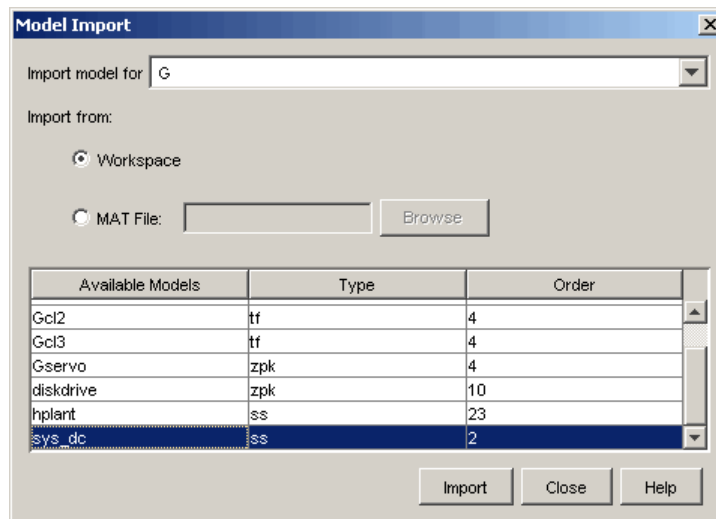 Model Import
Import model for G
Import from:
Workspace
MAT File: Browse
Available Models Type Order
Gcl2 tf 4
Gcl3 tf 4
Gservo zpk 4
diskdrive zpk 10
hplant ss 23
sys_dc ss 2
Import Close Help